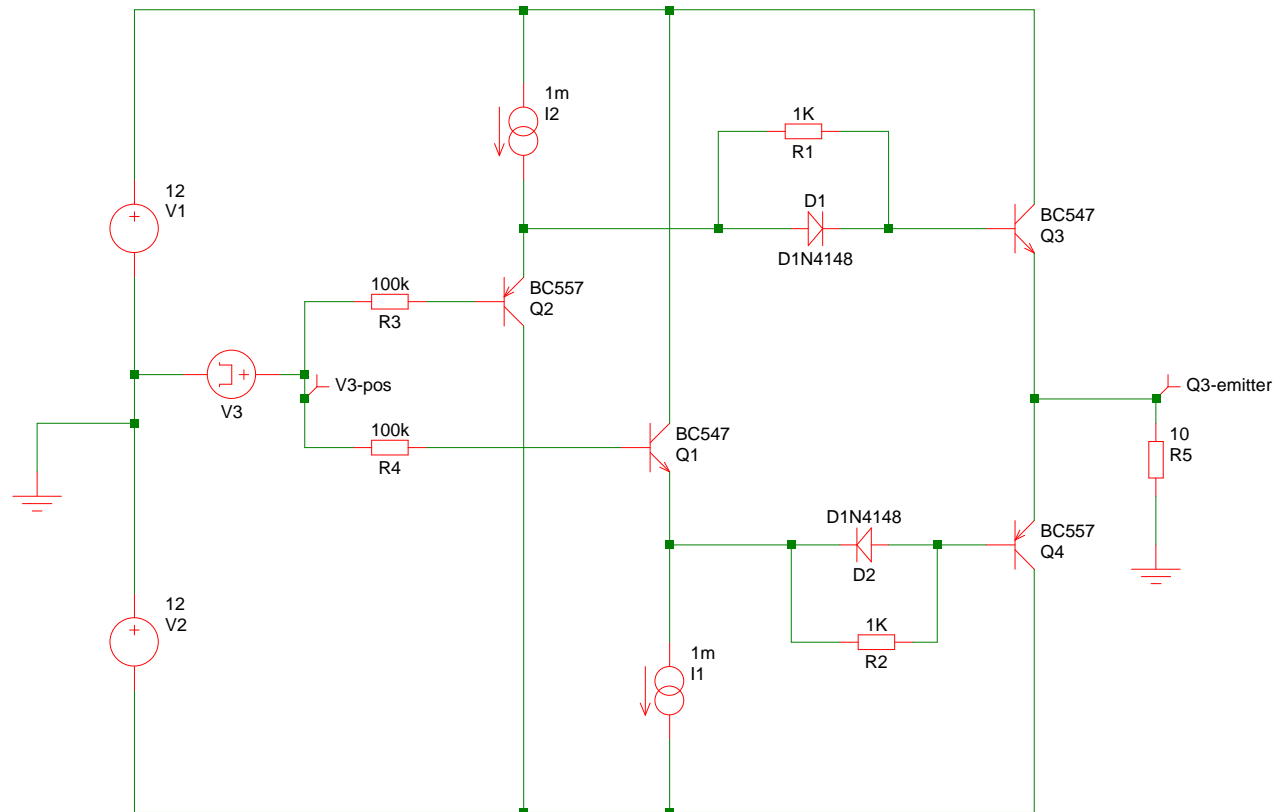 1m
I2
1K
R1
12
V1
D1
D1N4148
BC547
Q3
100k
R3
BC557
Q2
V3
V3-pos
Q3-emitter
100k
R4
BC547
Q1
10
R5
D1N4148
D2
BC557
Q4
12
V2
1K
R2
1m
I1